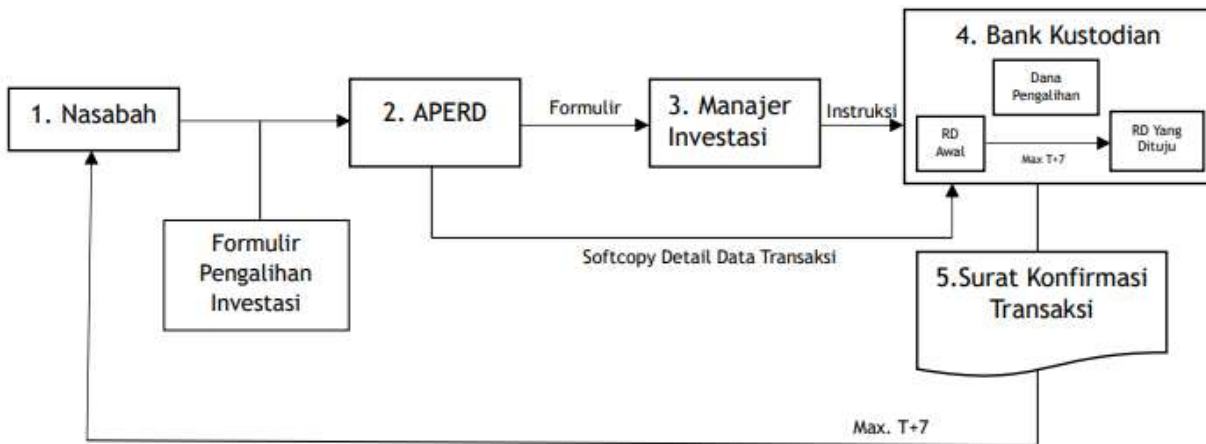 1. Nasabah
Formulir
Pengalihan
Investasi
2. APERD
Formulir
3. Manajer
Investasi
Instruksi
4. Bank Kustodian
Dana
Pengalihan
RD
Awal
Max T+7
RD Yang
Dituju
Softcopy Detail Data Transaksi
5.Surat Konfirmasi
Transaksi
Max. T+7